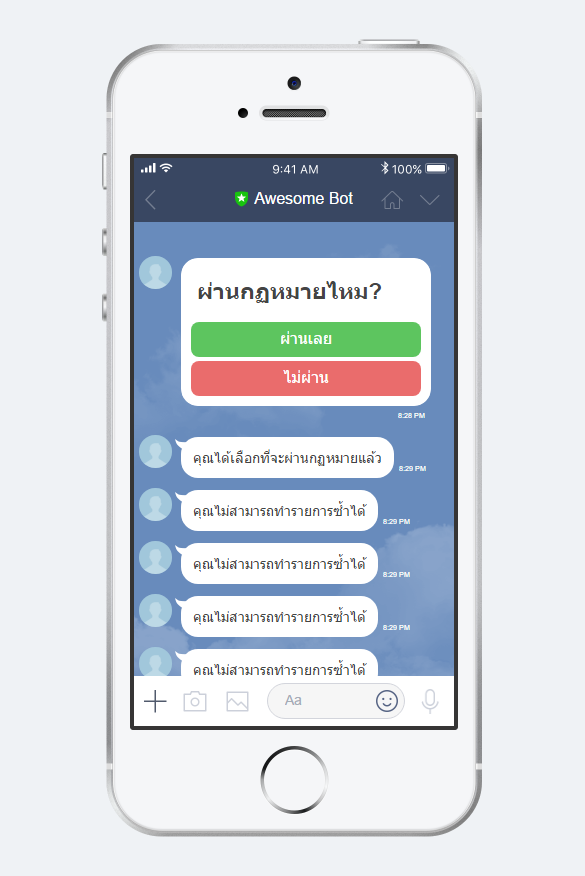 9:41 AM 100%
Awesome Bot
ผ่านกฏหมายไหม?
ผ่านเลย
ไม่ผ่าน
8:28 PM
คุณได้เลือกที่จะผ่านกฏหมายแล้ว
8:29 PM
คุณไม่สามารถทำรายการซ้ำได้
8:29 PM
คุณไม่สามารถทำรายการซ้ำได้
8:29 PM
คุณไม่สามารถทำรายการซ้ำได้
8:29 PM
คุณไม่สามารถทำรายการซ้ำได้
Aa